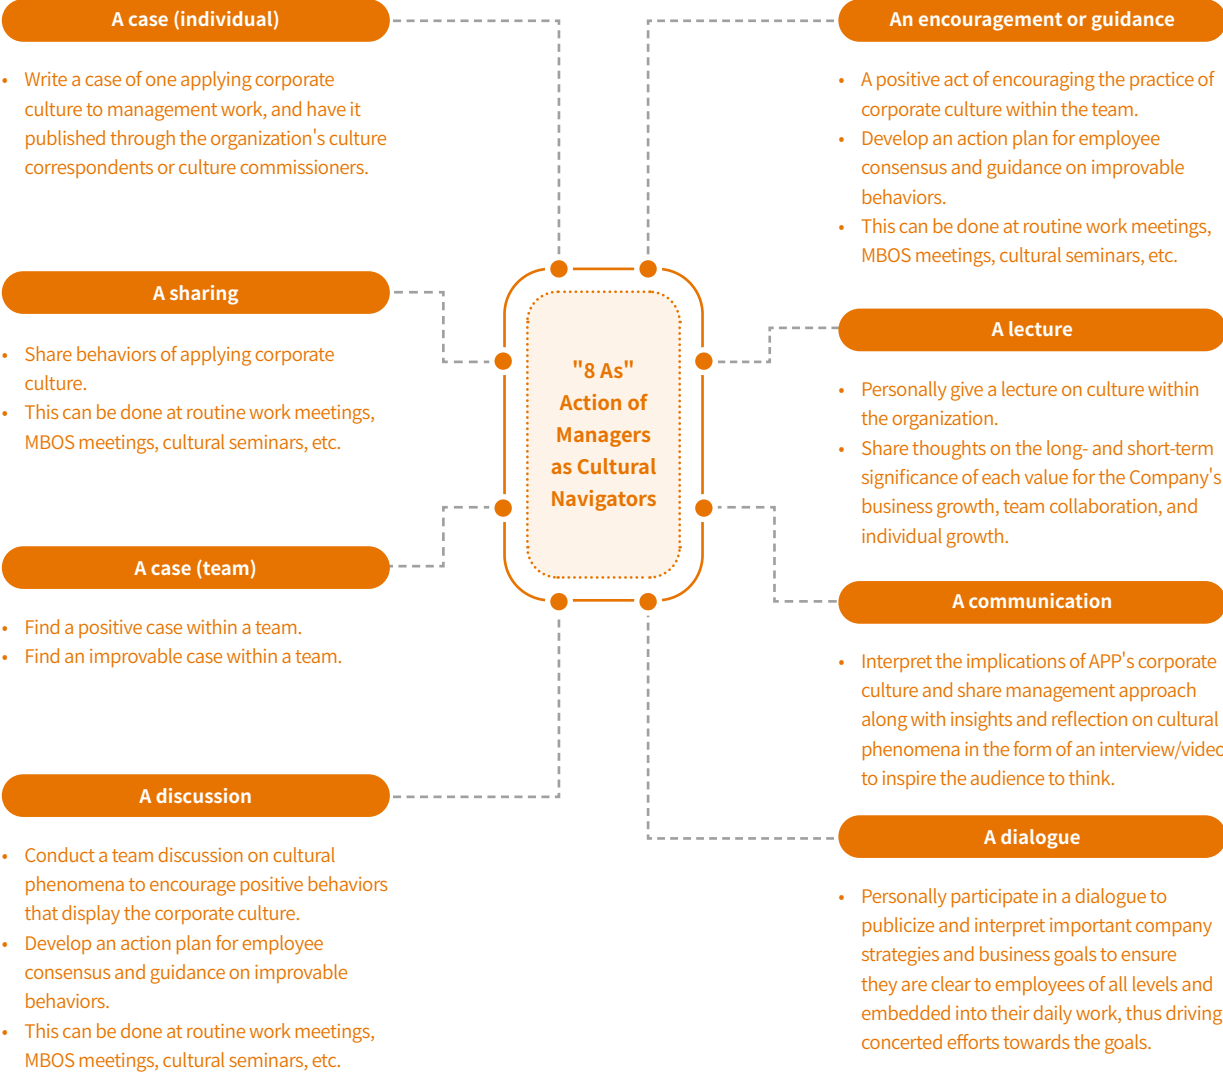 A case (individual)
• Write a case of one applying corporate
culture to management work, and have it
published through the organization's culture
correspondents or culture commissioners.
A sharing
• Share behaviors of applying corporate
culture.
• This can be done at routine work meetings,
MBOS meetings, cultural seminars, etc.
A case (team)
• Find a positive case within a team.
• Find an improvable case within a team.
A discussion
• Conduct a team discussion on cultural
phenomena to encourage positive behaviors
that display the corporate culture.
• Develop an action plan for employee
consensus and guidance on improvable
behaviors.
• This can be done at routine work meetings,
MBOS meetings, cultural seminars, etc.
"8 As"
Action of
Managers
as Cultural
Navigators
An encouragement or guidance
• A positive act of encouraging the practice of
corporate culture within the team.
• Develop an action plan for employee
consensus and guidance on improvable
behaviors.
• This can be done at routine work meetings,
MBOS meetings, cultural seminars, etc.
A lecture
• Personally give a lecture on culture within
the organization.
• Share thoughts on the long- and short-term
significance of each value for the Company's
business growth, team collaboration, and
individual growth.
A communication
• Interpret the implications of APP's corporate
culture and share management approach
along with insights and reflection on cultural
phenomena in the form of an interview/video
to inspire the audience to think.
A dialogue
• Personally participate in a dialogue to
publicize and interpret important company
strategies and business goals to ensure
they are clear to employees of all levels and
embedded into their daily work, thus driving
concerted efforts towards the goals.